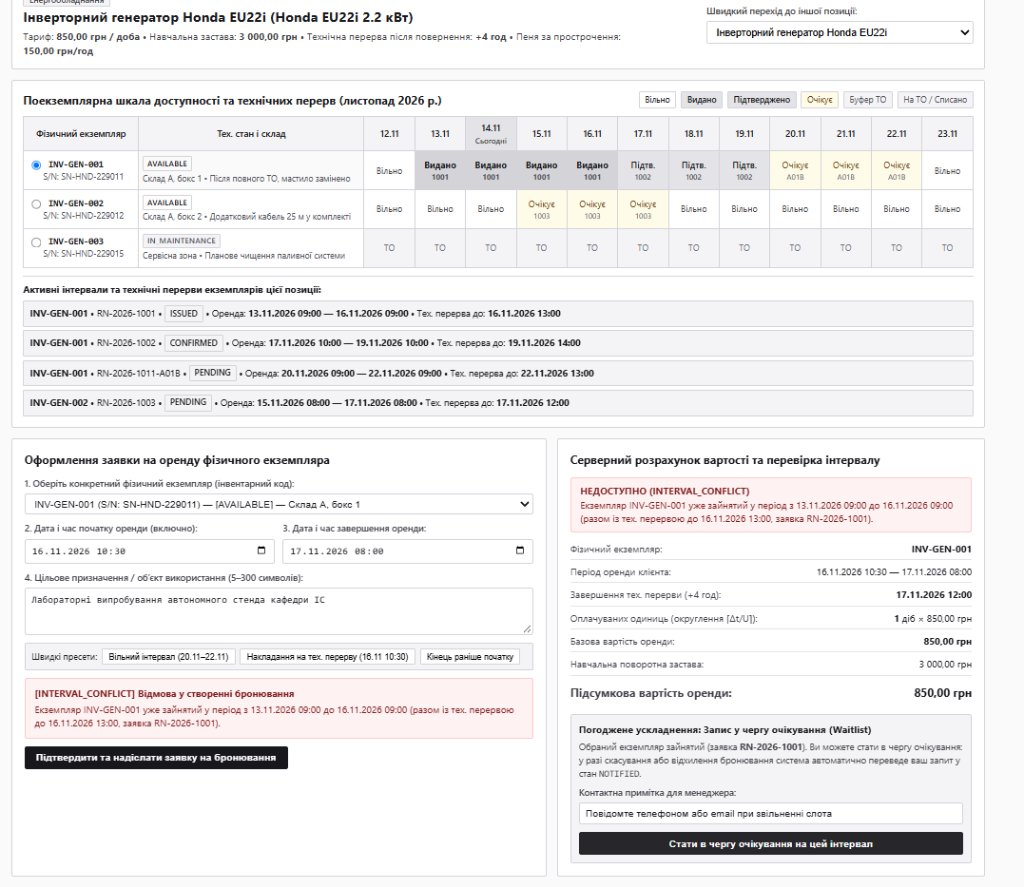 Енергообладнання
Інверторний генератор Honda EU22i (Honda EU22i 2.2 кВт)
Тариф: 850,00 грн / доба • Навчальна застава: 3 000,00 грн • Технічна перерва після повернення: +4 год • Пеня за прострочення:
150,00 грн/год
Швидкий перехід до іншої позиції:
Інверторний генератор Honda EU22i
Поекземплярна шкала доступності та технічних перерв (листопад 2026 р.)
Вільно Видано Підтверджено Очікує Буфер ТО На ТО / Списано
Фізичний екземпляр Тех. стан і склад 12.11 13.11 14.11 15.11 16.11 17.11 18.11 19.11 20.11 21.11 22.11 23.11
Сьогодні
INV-GEN-001 AVAILABLE Вільно Видано Видано Видано Видано Підтв. Підтв. Підтв. Очікує Очікує Очікує Вільно
S/N: SN-HND-229011 Склад А, бокс 1 • Після повного ТО, мастило замінено 1001 1001 1001 1001 1002 1002 1002 A01B A01B A01B
INV-GEN-002 AVAILABLE Вільно Вільно Вільно Очікує Очікує Очікує Вільно Вільно Вільно Вільно Вільно Вільно
S/N: SN-HND-229012 Склад А, бокс 2 • Додатковий кабель 25 м у комплекті 1003 1003 1003
INV-GEN-003 IN MAINTENANCE ТО ТО ТО ТО ТО ТО ТО ТО ТО ТО ТО ТО
S/N: SN-HND-229015 Сервісна зона • Планове чищення паливної системи
Активні інтервали та технічні перерви екземплярів цієї позиції:
INV-GEN-001 • RN-2026-1001 — ISSUED • Оренда: 13.11.2026 09:00 — 16.11.2026 09:00 • Тех. перерва до: 16.11.2026 13:00
INV-GEN-001 • RN-2026-1002 — CONFIRMED • Оренда: 17.11.2026 10:00 — 19.11.2026 10:00 • Тех. перерва до: 19.11.2026 14:00
INV-GEN-001 • RN-2026-1011-A01B • PENDING • Оренда: 20.11.2026 09:00 — 22.11.2026 09:00 • Тех. перерва до: 22.11.2026 13:00
INV-GEN-002 • RN-2026-1003 — PENDING • Оренда: 15.11.2026 08:00 — 17.11.2026 08:00 • Тех. перерва до: 17.11.2026 12:00
Оформлення заявки на оренду фізичного екземпляра
1. Оберіть конкретний фізичний екземпляр (інвентарний код):
INV-GEN-001 (S/N: SN-HND-229011) — [AVAILABLE] — Склад А, бокс 1
2. Дата і час початку оренди (включно): 3. Дата і час завершення оренди:
16.11.2026 10:30 17.11.2026 08:00
4. Цільове призначення / об'єкт використання (5–300 символів):
Лабораторні випробування автономного стенда кафедри ІС
Швидкі пресети: Вільний інтервал (20.11–22.11) Накладання на тех. перерву (16.11 10:30) Кінець раніше початку
[INTERVAL_CONFLICT] Відмова у створенні бронювання
Екземпляр INV-GEN-001 уже зайнятий у період з 13.11.2026 09:00 до 16.11.2026 09:00 (разом із тех. перервою
до 16.11.2026 13:00, заявка RN-2026-1001).
Підтвердити та надіслати заявку на бронювання
Серверний розрахунок вартості та перевірка інтервалу
НЕДОСТУПНО (INTERVAL_CONFLICT)
Екземпляр INV-GEN-001 уже зайнятий у період з 13.11.2026 09:00 до 16.11.2026 09:00
(разом із тех. перервою до 16.11.2026 13:00, заявка RN-2026-1001).
Фізичний екземпляр: INV-GEN-001
Період оренди клієнта: 16.11.2026 10:30 — 17.11.2026 08:00
Завершення тех. перерви (+4 год): 17.11.2026 12:00
Оплачуваних одиниць (округлення ⌈Δt/U⌉): 1 діб × 850,00 грн
Базова вартість оренди: 850,00 грн
Навчальна поворотна застава: 3 000,00 грн
Підсумкова вартість оренди: 850,00 грн
Погоджене ускладнення: Запис у чергу очікування (Waitlist)
Обраний екземпляр зайнятий (заявка RN-2026-1001). Ви можете стати в чергу очікування:
у разі скасування або відхилення бронювання система автоматично переведе ваш запит у
стан NOTIFIED.
Контактна примітка для менеджера:
Повідомте телефоном або email при звільненні слота
Стати в чергу очікування на цей інтервал